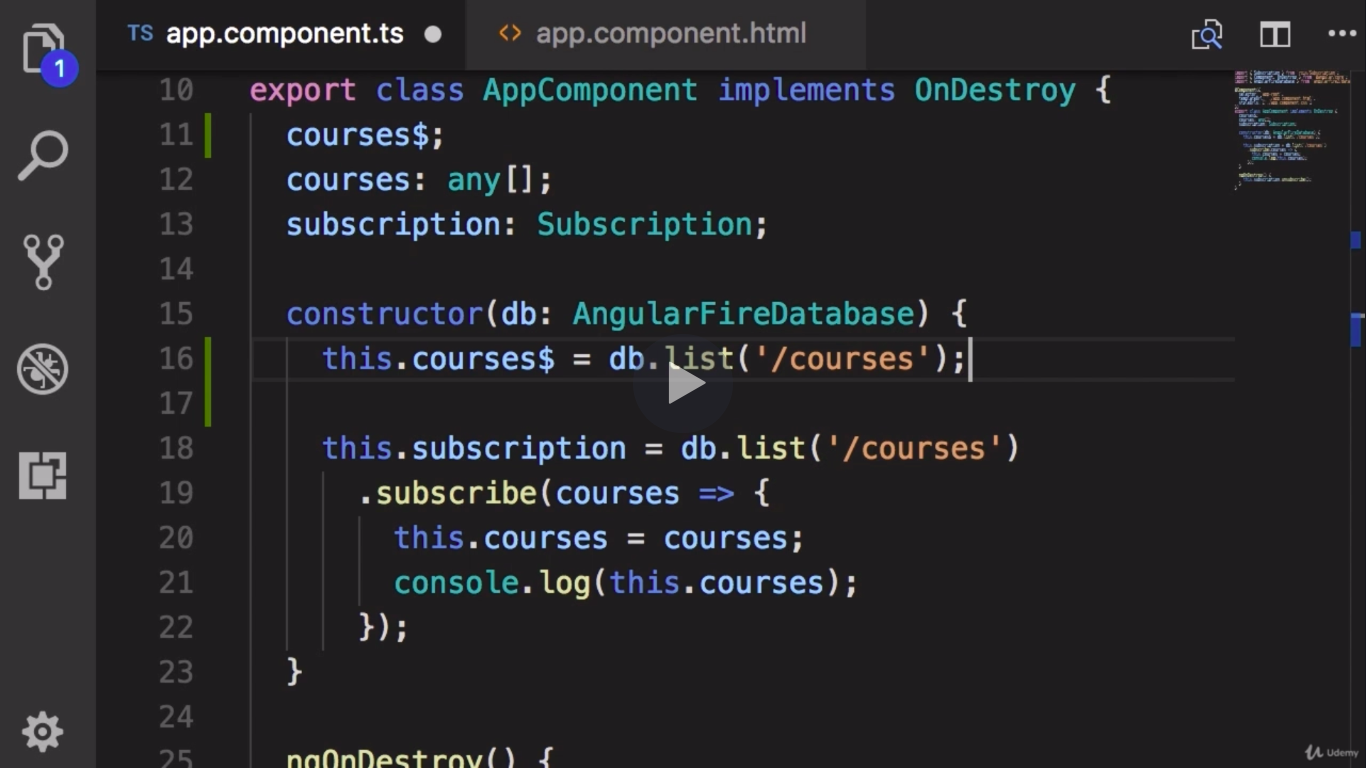 TS app.component.ts ● <> app.component.html
1
10 export class AppComponent implements OnDestroy {
11 courses$;
12 courses: any[];
13 subscription: Subscription;
14
15 constructor(db: AngularFireDatabase) {
16 this.courses$ = db.list('/courses');
17
18 this.subscription = db.list('/courses')
19 .subscribe(courses => {
20 this.courses = courses;
21 console.log(this.courses);
22 });
23 }
24
25 ngOnDestroy() {
Udemy